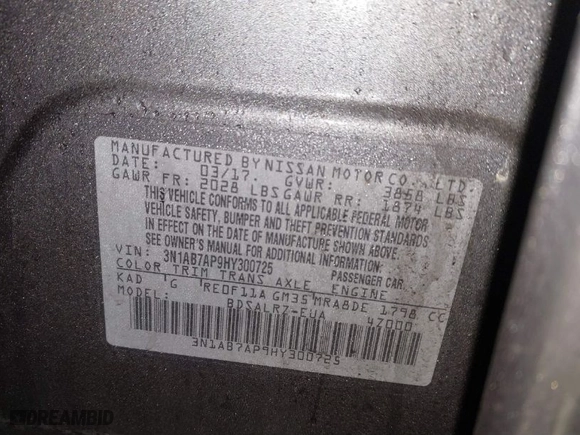 MANUFACTURED BY NISSAN MOTOR CO., LTD.
DATE: 03/17 GVWR: 3858 LBS
GAWR FR: 2028 LBS GAWR RR: 1874 LBS
THIS VEHICLE CONFORMS TO ALL APPLICABLE FEDERAL MOTOR
VEHICLE SAFETY, BUMPER AND THEFT PREVENTION STANDARDS
IN EFFECT ON THE DATE OF MANUFACTURE SHOWN ABOVE.
SEE OWNER'S MANUAL FOR ADDITIONAL INFORMATION.
VIN: 3N1AB7AP9HY300725 PASSENGER CAR
COLOR TRIM TRANS AXLE ENGINE
KAD G RE0F11A GM35 MRA8DE 1798 CC
MODEL: BDSALRZ-EUA 4Z000
3N1AB7AP9HY300725
STOREAMBID